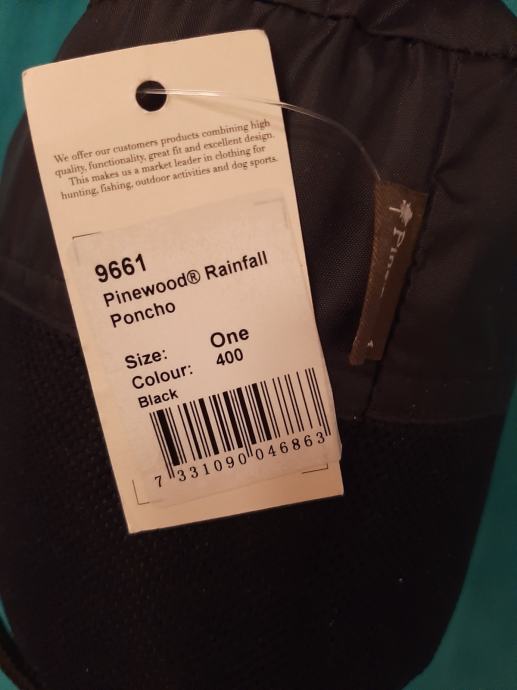 We offer our customers products combining high
quality, functionality, great fit and excellent design.
This makes us a market leader in clothing for
hunting, fishing, outdoor activities and dog sports.
9661
Pinewood® Rainfall
Poncho
Size: One
Colour: 400
Black
7 331090 046863